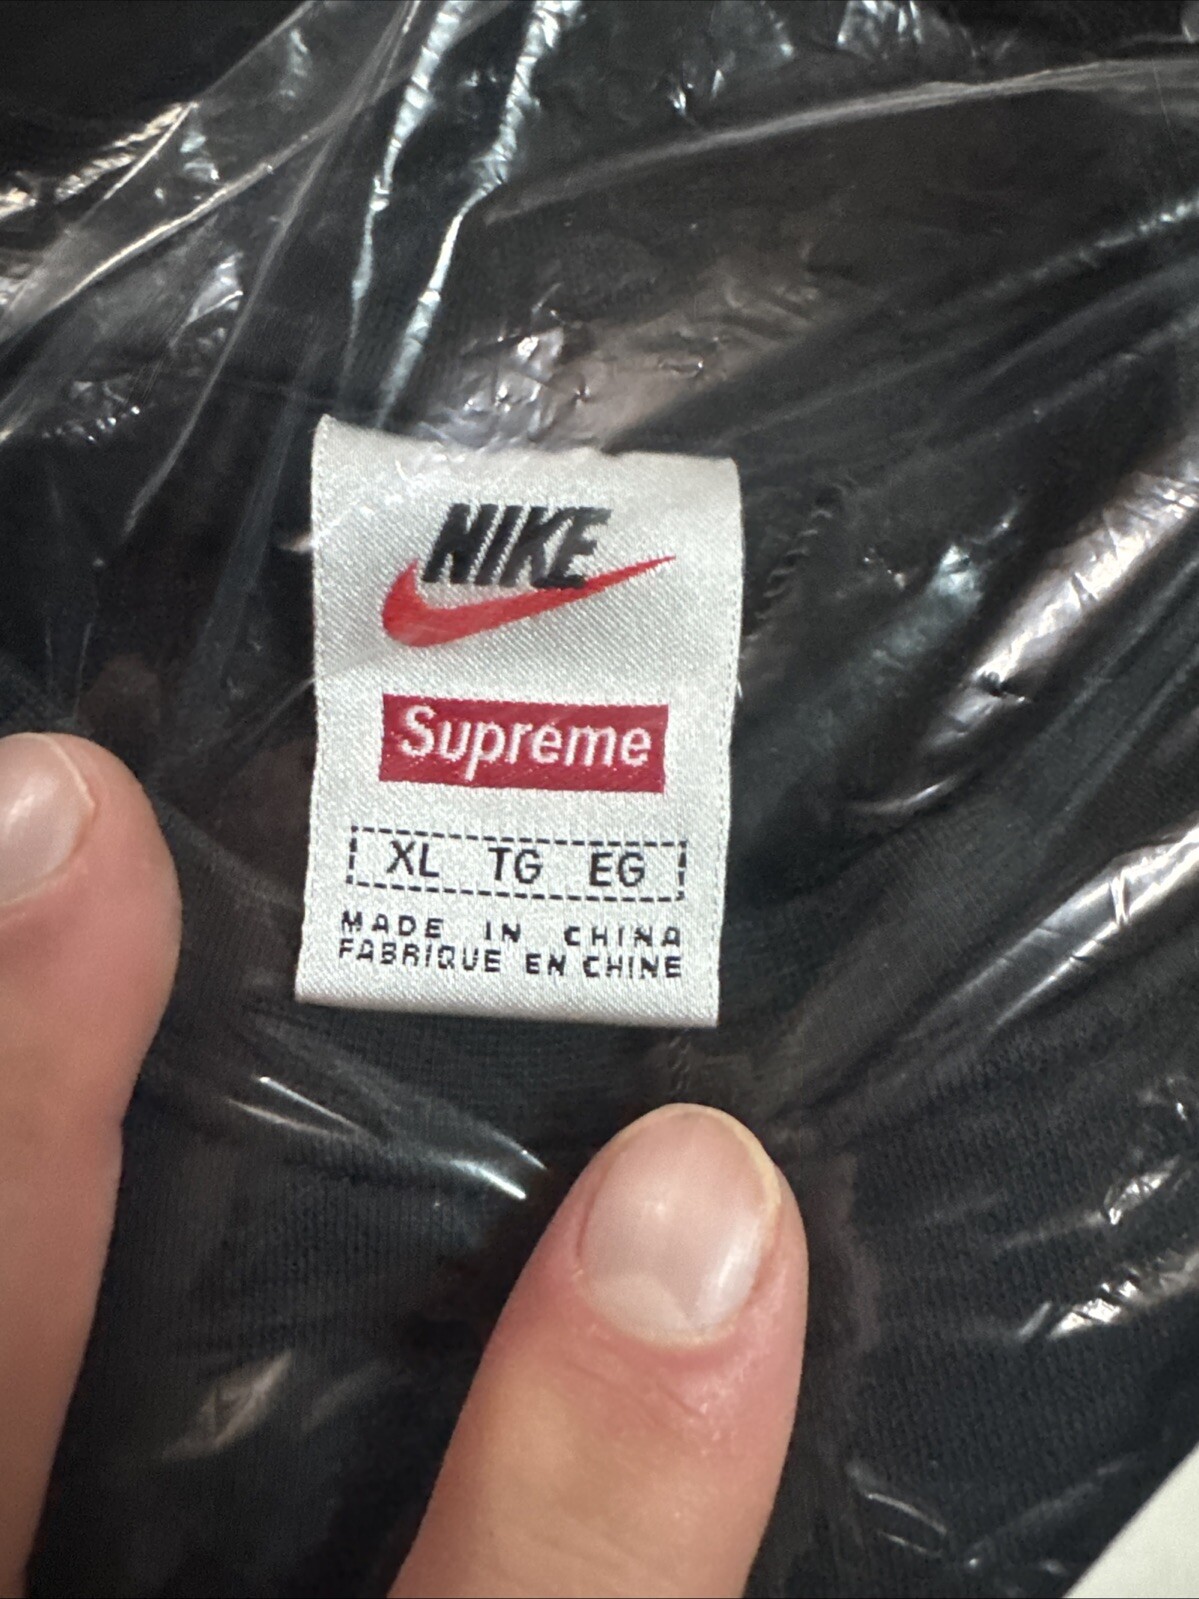 NIKE
Supreme
XL TG EG
MADE IN CHINA
FABRIQUE EN CHINE